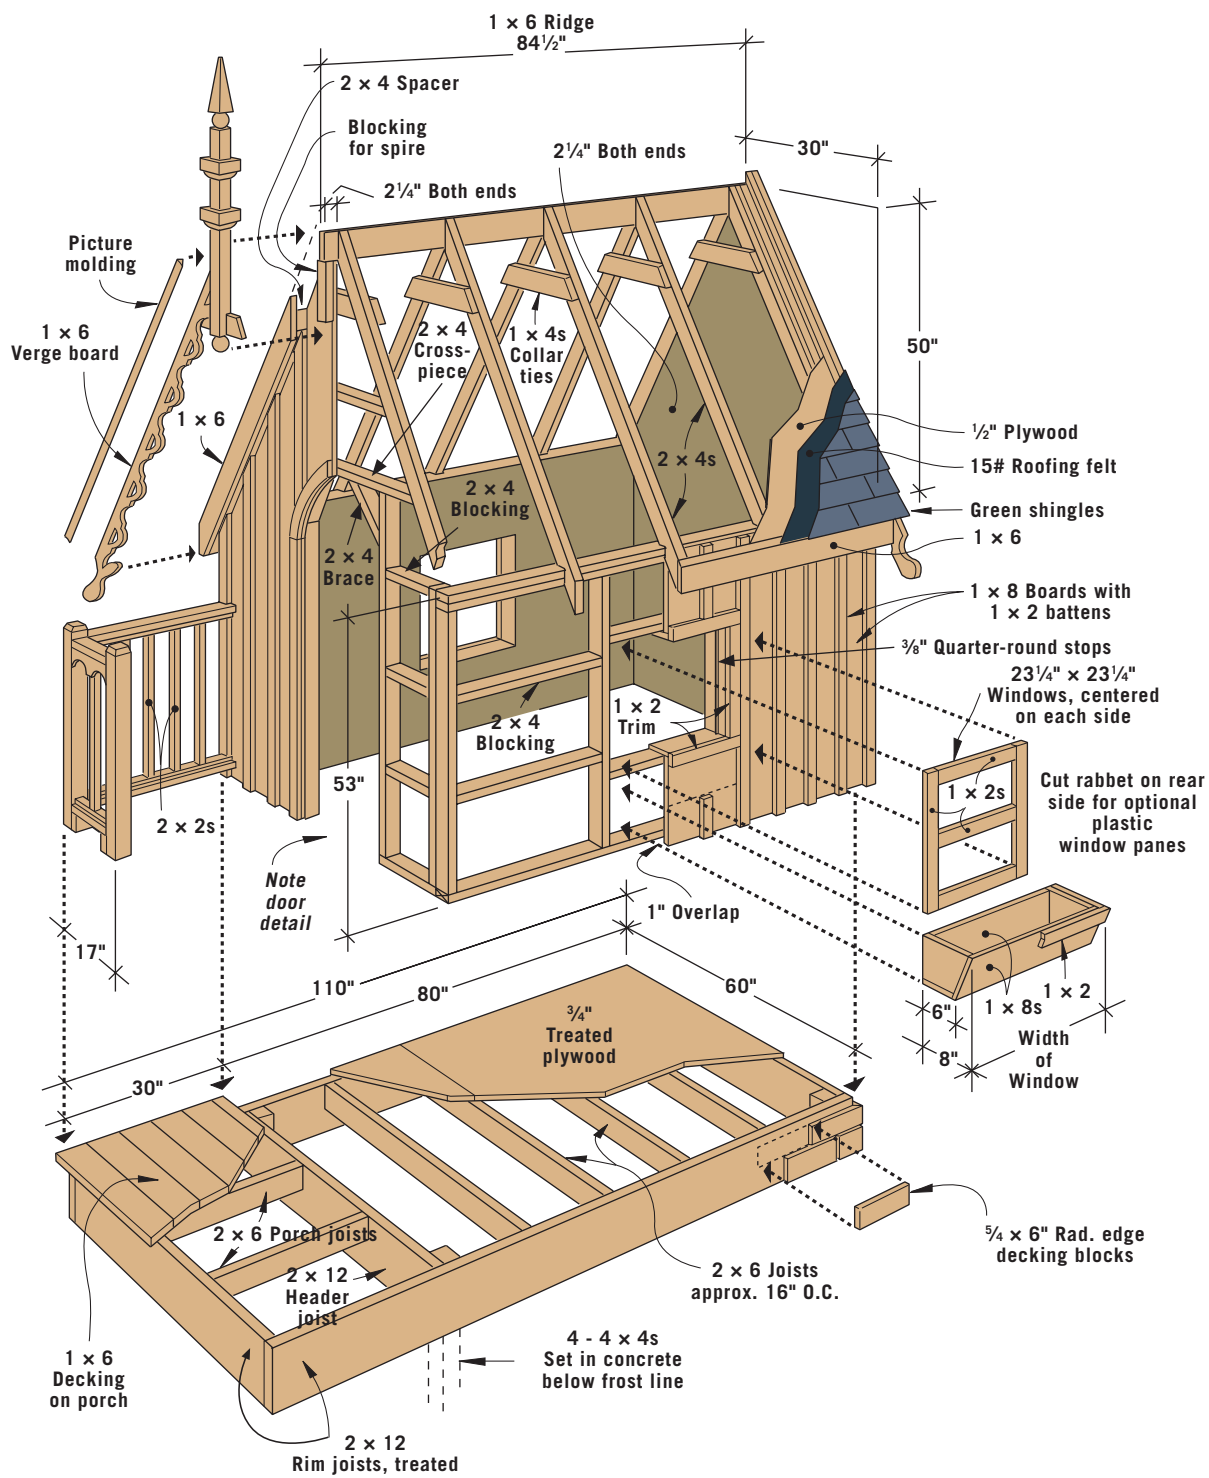 1 × 6 Ridge
84½"
2 × 4 Spacer
Blocking
for spire
2¼" Both ends
30"
2¼" Both ends
Picture
molding
1 × 6
Verge board
2 × 4
Cross-
piece
1 × 4s
Collar
ties
50"
1 × 6
½" Plywood
2 × 4s
15# Roofing felt
2 × 4
Blocking
Green shingles
1 × 6
2 × 4
Brace
1 × 8 Boards with
1 × 2 battens
⅜" Quarter-round stops
23¼" × 23¼"
Windows, centered
on each side
1 × 2
Trim
2 × 4
Blocking
53"
1 × 2s
Cut rabbet on rear
side for optional
plastic
window panes
2 × 2s
Note
door
detail
1" Overlap
17"
110"
80"
60"
¾"
Treated
plywood
6"
1 × 8s
1 × 2
8"
Width
of
Window
30"
2 × 6 Porch joists
2 × 12
Header
joist
2 × 6 Joists
approx. 16" O.C.
5⁄4 × 6" Rad. edge
decking blocks
1 × 6
Decking
on porch
4 - 4 × 4s
Set in concrete
below frost line
2 × 12
Rim joists, treated